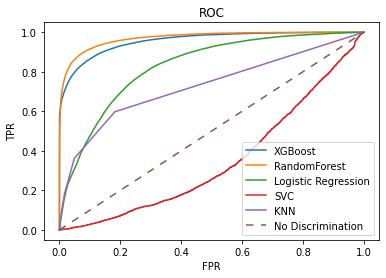 ROC
TPR
1.0
0.8
0.6
0.4
0.2
0.0
XGBoost
RandomForest
Logistic Regression
SVC
KNN
No Discrimination
0.0 0.2 0.4 0.6 0.8 1.0
FPR